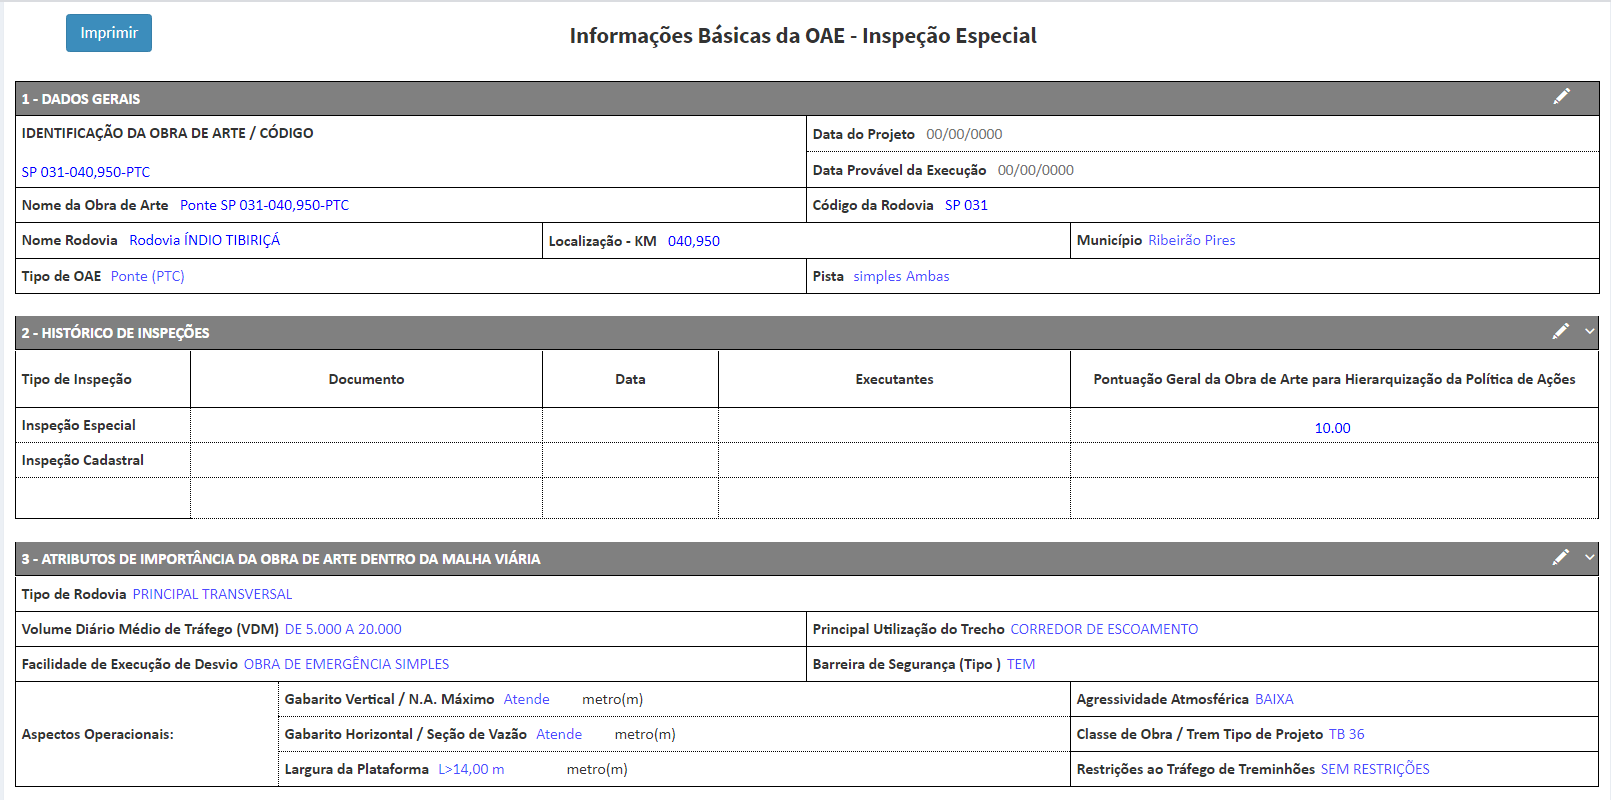 Imprimir
Informações Básicas da OAE - Inspeção Especial
1 - DADOS GERAIS
IDENTIFICAÇÃO DA OBRA DE ARTE / CÓDIGO
SP 031-040,950-PTC
Data do Projeto 00/00/0000
Data Provável da Execução 00/00/0000
Nome da Obra de Arte Ponte SP 031-040,950-PTC
Código da Rodovia SP 031
Nome Rodovia Rodovia ÍNDIO TIBIRIÇÁ
Localização - KM 040,950
Município Ribeirão Pires
Tipo de OAE Ponte (PTC)
Pista simples Ambas
2 - HISTÓRICO DE INSPEÇÕES
Tipo de Inspeção Documento Data Executantes Pontuação Geral da Obra de Arte para Hierarquização da Política de Ações
Inspeção Especial 10.00
Inspeção Cadastral
3 - ATRIBUTOS DE IMPORTÂNCIA DA OBRA DE ARTE DENTRO DA MALHA VIÁRIA
Tipo de Rodovia PRINCIPAL TRANSVERSAL
Volume Diário Médio de Tráfego (VDM) DE 5.000 A 20.000
Principal Utilização do Trecho CORREDOR DE ESCOAMENTO
Facilidade de Execução de Desvio OBRA DE EMERGÊNCIA SIMPLES
Barreira de Segurança (Tipo ) TEM
Aspectos Operacionais:
Gabarito Vertical / N.A. Máximo Atende metro(m)
Agressividade Atmosférica BAIXA
Gabarito Horizontal / Seção de Vazão Atende metro(m)
Classe de Obra / Trem Tipo de Projeto TB 36
Largura da Plataforma L>14,00 m metro(m)
Restrições ao Tráfego de Treminhões SEM RESTRIÇÕES